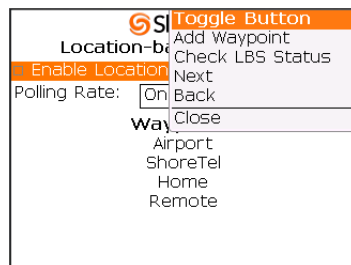 S
Toggle Button
Add Waypoint
Check LBS Status
Next
Back
Close
Location-ba
Enable Location
Polling Rate: On
Way
Airport
ShoreTel
Home
Remote